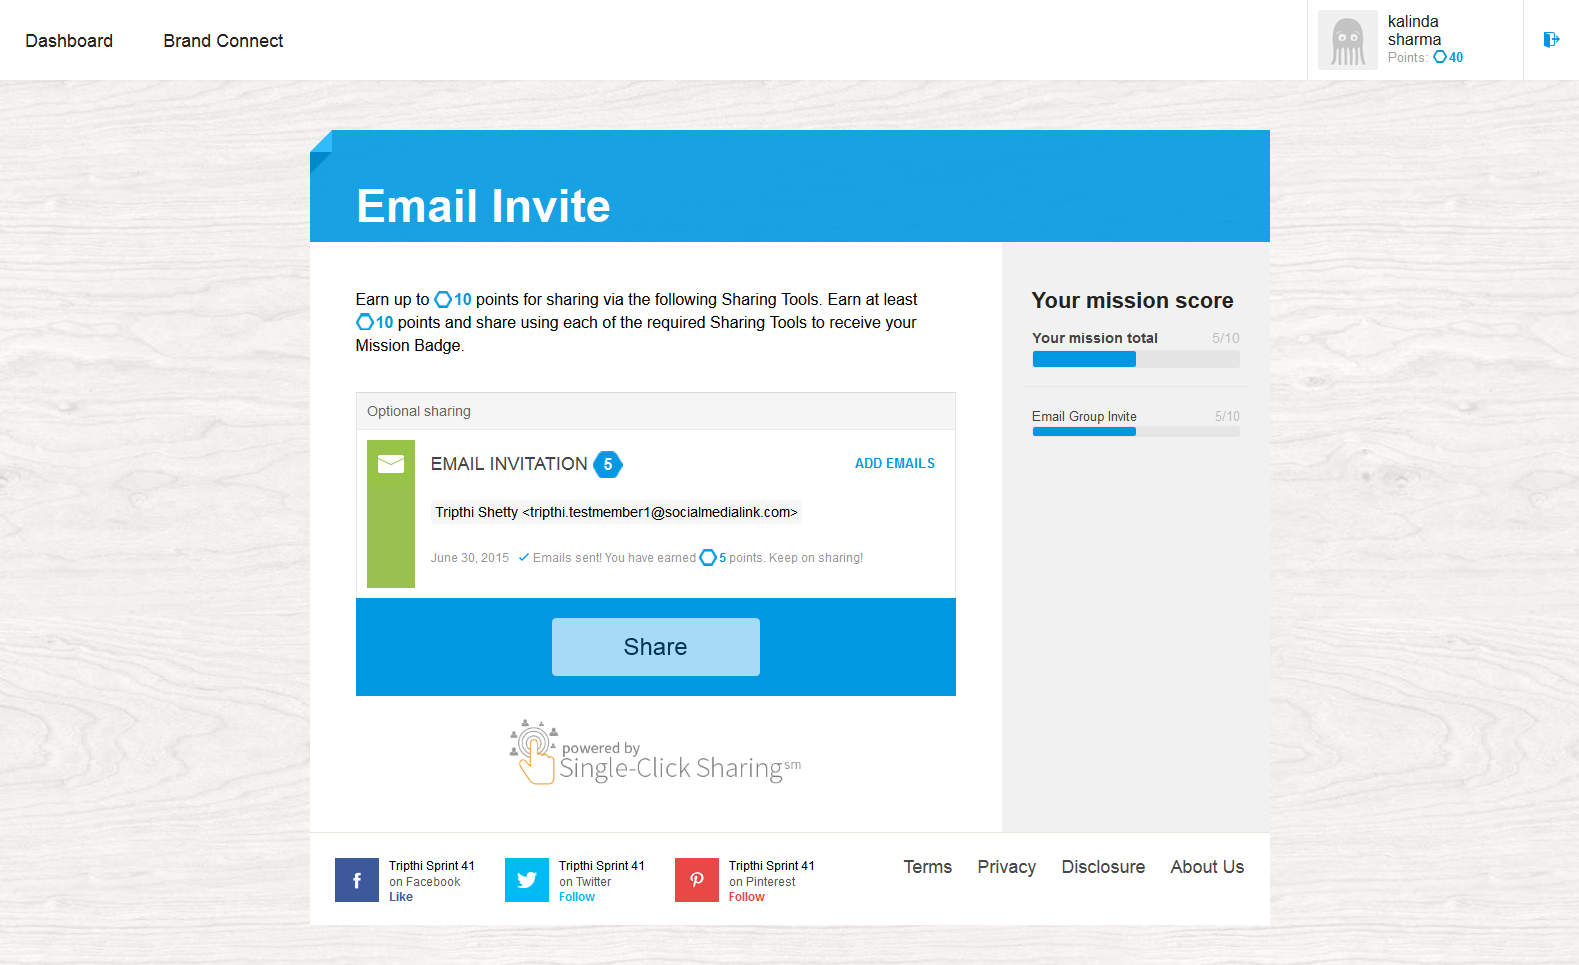 Dashboard
Brand Connect
kalinda
sharma
Points: 40
Email Invite
Earn up to 10 points for sharing via the following Sharing Tools. Earn at least
10 points and share using each of the required Sharing Tools to receive your
Mission Badge.
Optional sharing
EMAIL INVITATION 5
ADD EMAILS
Tripthi Shetty <tripthi.testmember1@socialmedialink.com>
June 30, 2015 Emails sent! You have earned 5 points. Keep on sharing!
Share
powered by
Single-Click Sharing sm
Your mission score
Your mission total 5/10
Email Group Invite 5/10
Tripthi Sprint 41
on Facebook
Like
Tripthi Sprint 41
on Twitter
Follow
Tripthi Sprint 41
on Pinterest
Follow
Terms
Privacy
Disclosure
About Us